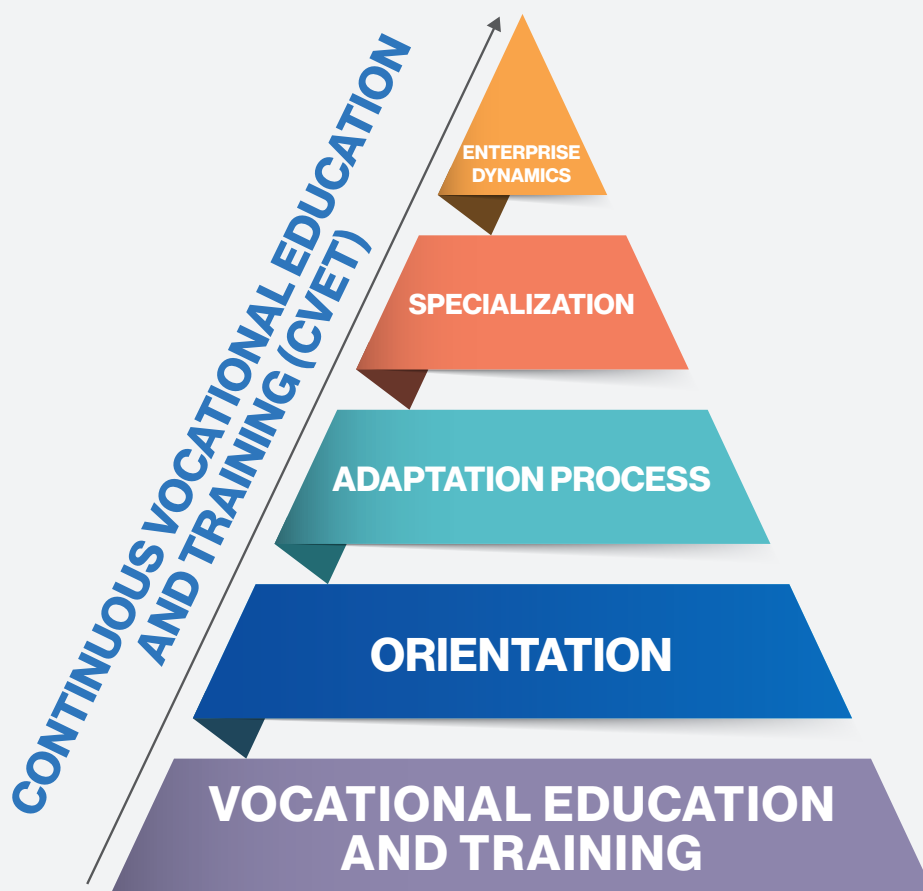 CONTINUOUS VOCATIONAL EDUCATION
AND TRAINING (CVET)
ENTERPRISE
DYNAMICS
SPECIALIZATION
ADAPTATION PROCESS
ORIENTATION
VOCATIONAL EDUCATION
AND TRAINING